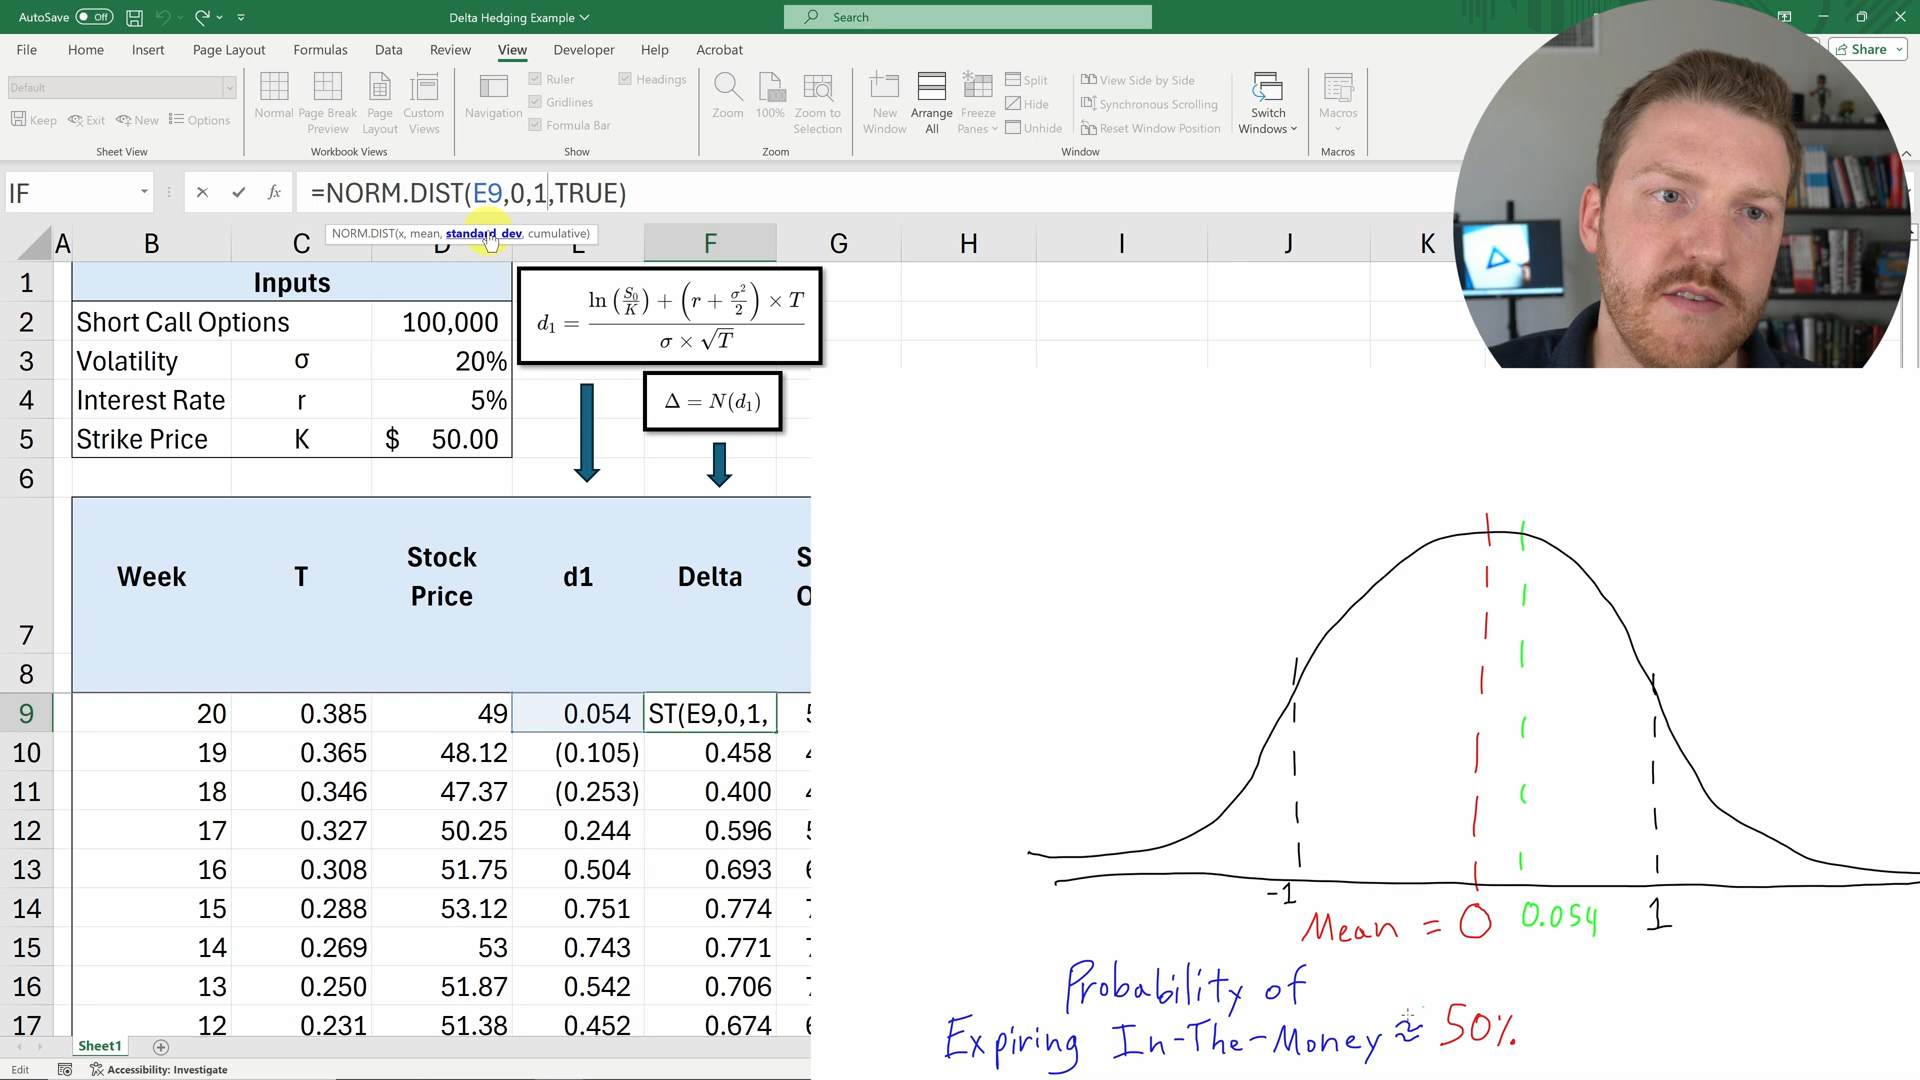 AutoSave Off Delta Hedging Example Search
File Home Insert Page Layout Formulas Data Review View Developer Help Acrobat Share
Default
Keep Exit New Options
Sheet View
Normal Page Break Preview Page Layout Custom Views
Workbook Views
Navigation
Ruler
Gridlines
Formula Bar
Headings
Show
Zoom 100% Zoom to Selection
Zoom
New Window Arrange All Freeze Panes
Split
Hide
Unhide
View Side by Side
Synchronous Scrolling
Reset Window Position
Switch Windows
Window
Macros
Macros
IF fx =NORM.DIST(E9,0,1,TRUE)
NORM.DIST(x, mean, standard_dev, cumulative)
A B C D E F G H I J K
1 Inputs
2 Short Call Options 100,000
3 Volatility σ 20%
4 Interest Rate r 5%
5 Strike Price K $ 50.00
6
d₁ = ln(S₀/K) + (r + σ²/2) × T / σ × √T
Δ = N(d₁)
7 Week T Stock Price d1 Delta
8
9 20 0.385 49 0.054 ST(E9,0,1,
10 19 0.365 48.12 (0.105) 0.458
11 18 0.346 47.37 (0.253) 0.400
12 17 0.327 50.25 0.244 0.596
13 16 0.308 51.75 0.504 0.693
14 15 0.288 53.12 0.751 0.774
15 14 0.269 53 0.743 0.771
16 13 0.250 51.87 0.542 0.706
17 12 0.231 51.38 0.452 0.674
-1 Mean = 0 0.054 1
Probability of
Expiring In-The-Money ≈ 50%
Sheet1
Edit Accessibility: Investigate